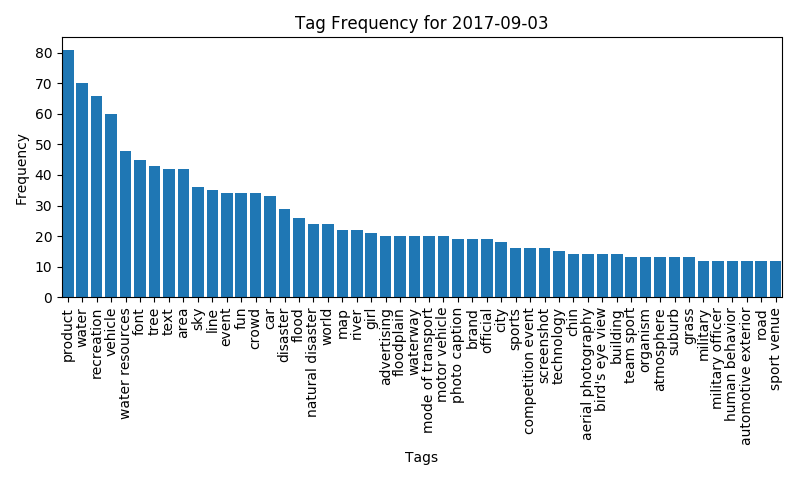 Tag Frequency for 2017-09-03
Frequency
80
70
60
50
40
30
20
10
0
product
water
recreation
vehicle
water resources
font
tree
text
area
sky
line
event
fun
crowd
car
disaster
flood
natural disaster
world
map
river
girl
advertising
floodplain
waterway
mode of transport
motor vehicle
photo caption
brand
official
city
sports
competition event
screenshot
technology
chin
aerial photography
bird's eye view
building
team sport
organism
atmosphere
suburb
grass
military
military officer
human behavior
automotive exterior
road
sport venue
Tags